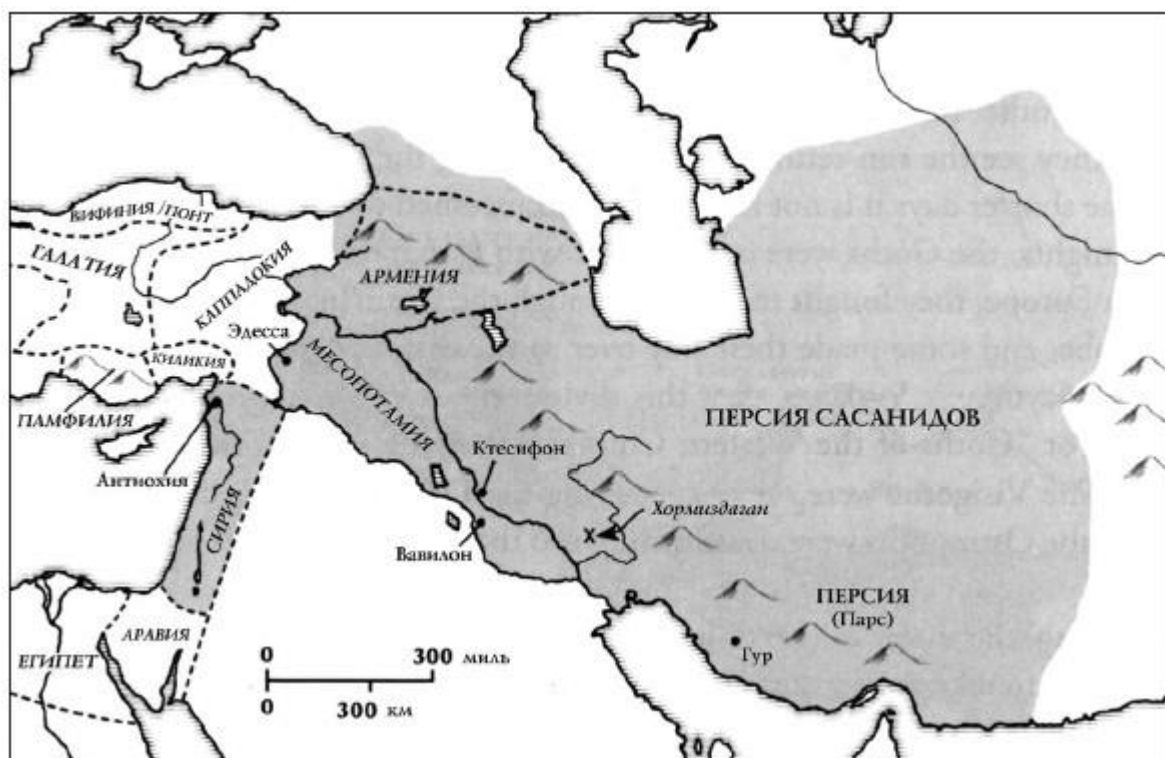 ВИФИНИЯ/ПОНТ
ГАЛАТИЯ
КАППАДОКИЯ
АРМЕНИЯ
Эдесса
КИЛИКИЯ
МЕСОПОТАМИЯ
ПАМФИЛИЯ
ПЕРСИЯ САСАНИДОВ
Ктесифон
Антиохия
СИРИЯ
Хормиздаган
X
Вавилон
ПЕРСИЯ
(Парс)
АРАВИЯ
ЕГИПЕТ
Гур
0 300 миль
0 300 км